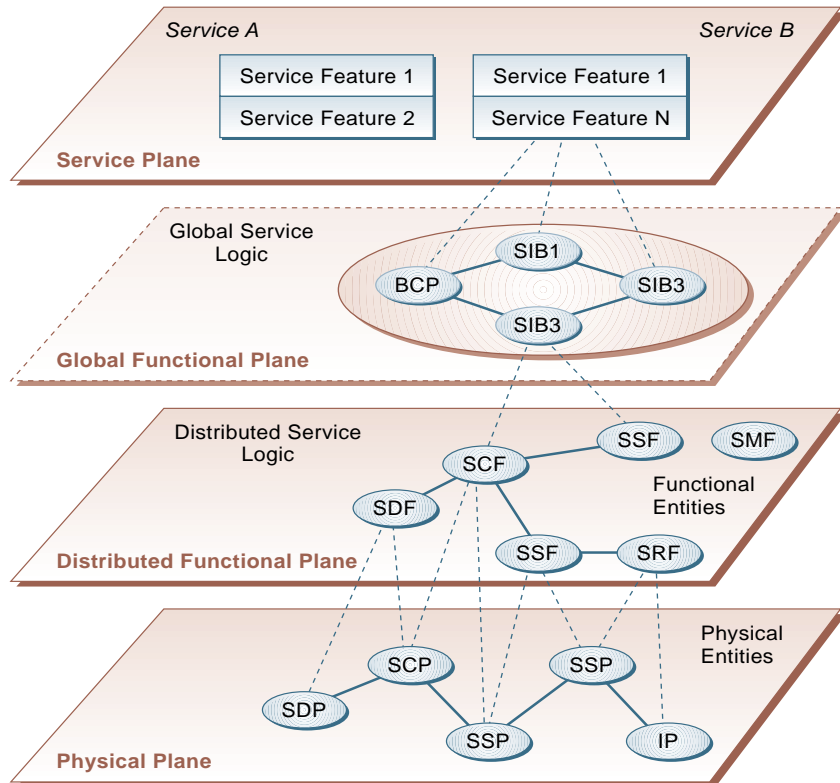 Service A
Service B
Service Feature 1
Service Feature 1
Service Feature 2
Service Feature N
Service Plane
Global Service
Logic
SIB1
BCP
SIB3
SIB3
Global Functional Plane
Distributed Service
Logic
SSF
SMF
SCF
Functional
Entities
SDF
SSF
SRF
Distributed Functional Plane
Physical
Entities
SCP
SSP
SDP
SSP
IP
Physical Plane